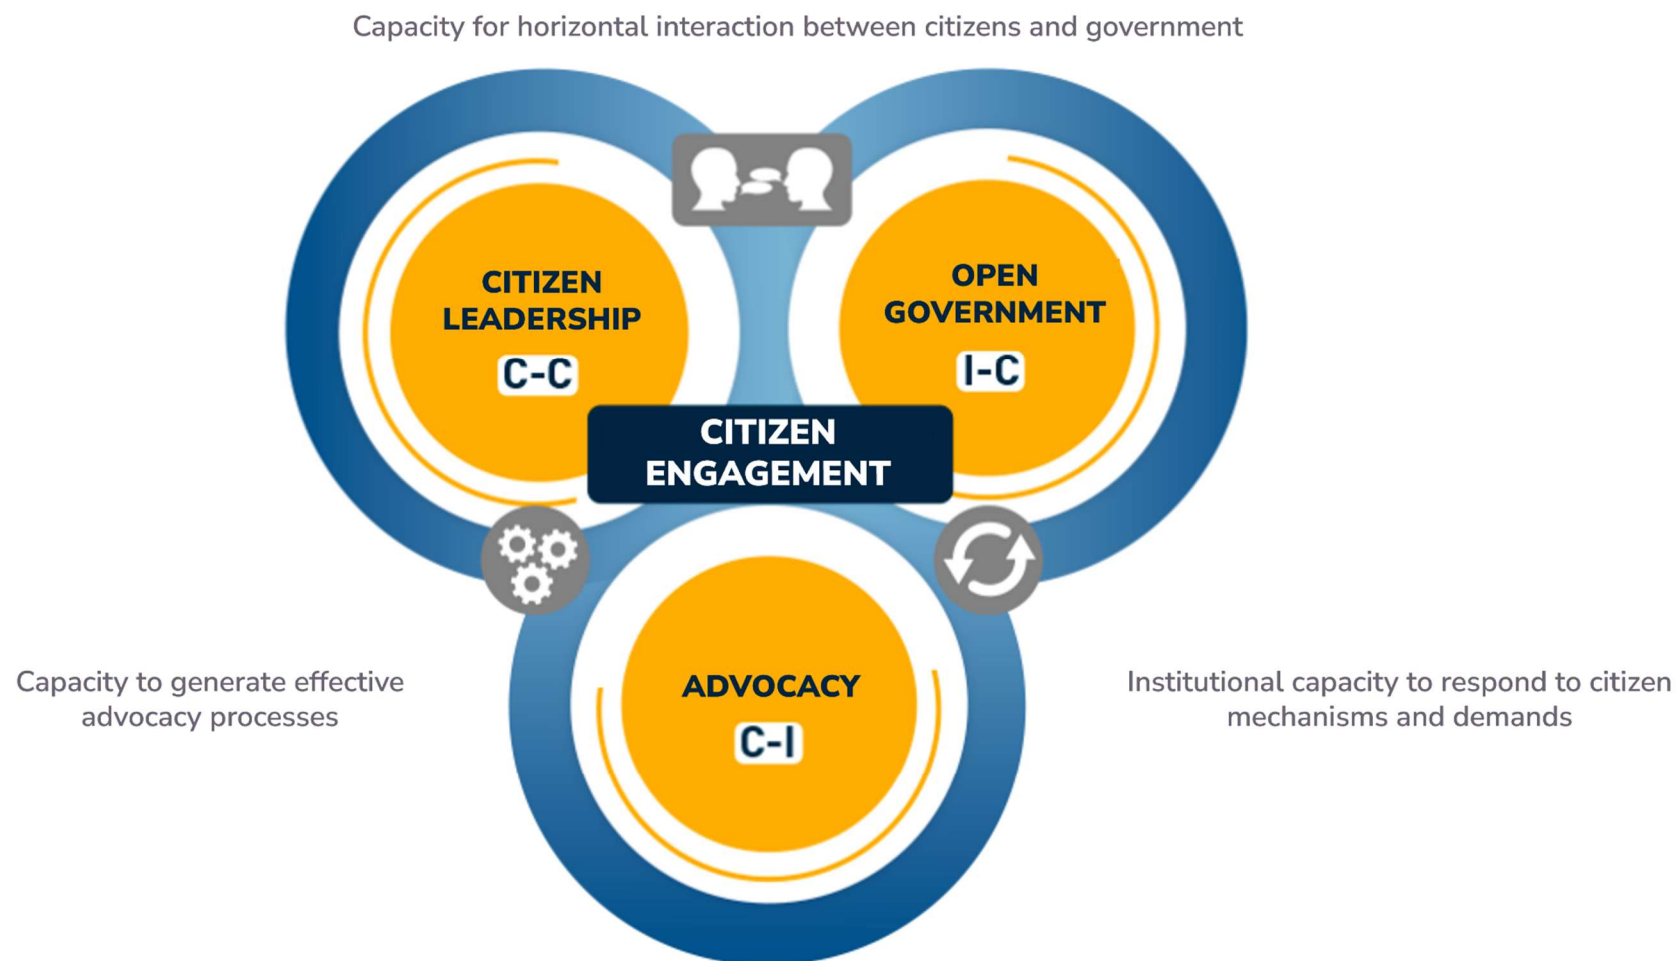 Capacity for horizontal interaction between citizens and government
CITIZEN
LEADERSHIP
C-C
OPEN
GOVERNMENT
I-C
CITIZEN
ENGAGEMENT
ADVOCACY
C-I
Capacity to generate effective
advocacy processes
Institutional capacity to respond to citizen
mechanisms and demands